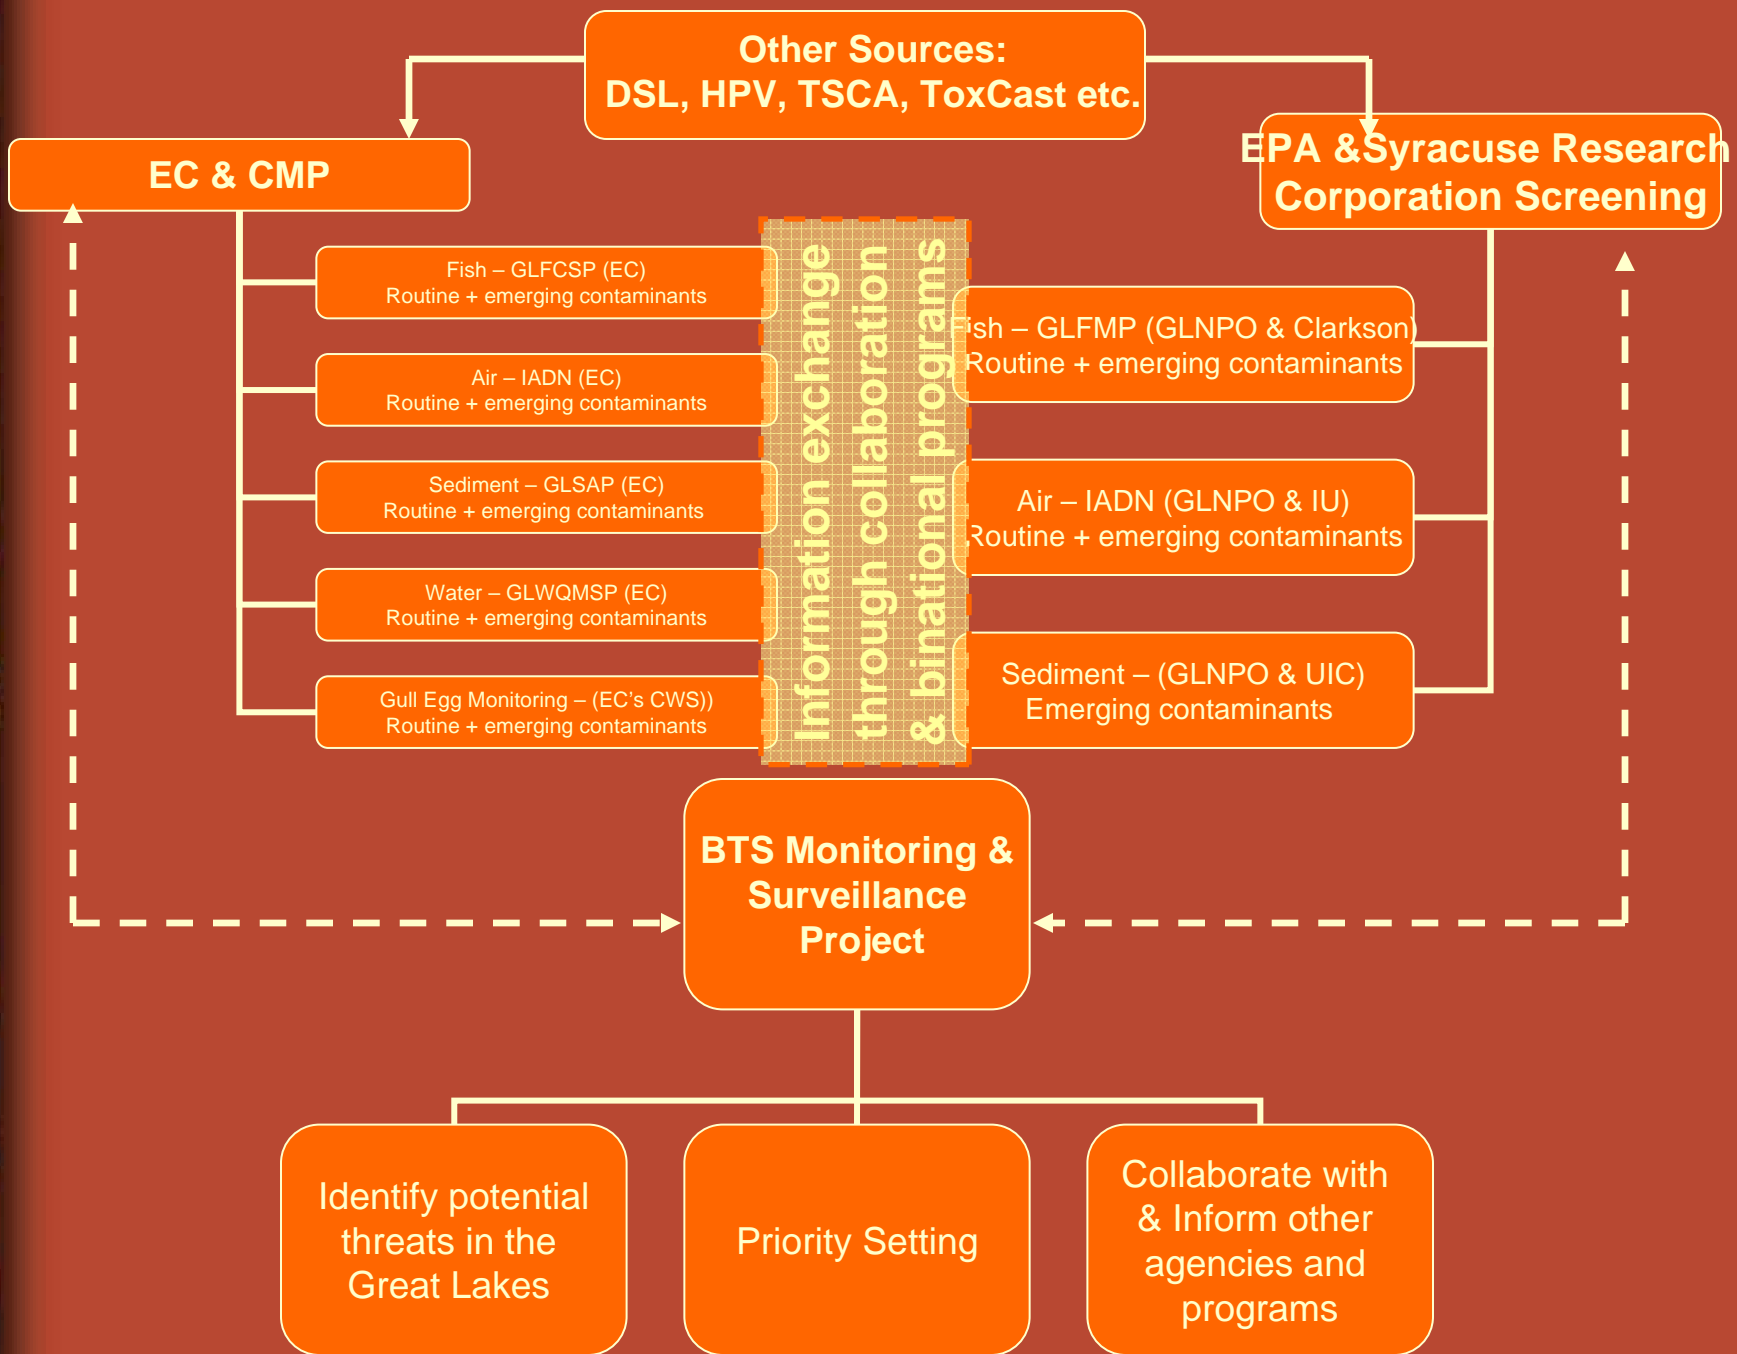 Other Sources:
DSL, HPV, TSCA, ToxCast etc.
EC & CMP
EPA &Syracuse Research
Corporation Screening
Fish – GLFCSP (EC)
Routine + emerging contaminants
Air – IADN (EC)
Routine + emerging contaminants
Sediment – GLSAP (EC)
Routine + emerging contaminants
Water – GLWQMSP (EC)
Routine + emerging contaminants
Gull Egg Monitoring – (EC's CWS))
Routine + emerging contaminants
Information exchange
through collaboration
& binational programs
Fish – GLFMP (GLNPO & Clarkson)
Routine + emerging contaminants
Air – IADN (GLNPO & IU)
Routine + emerging contaminants
Sediment – (GLNPO & UIC)
Emerging contaminants
BTS Monitoring &
Surveillance
Project
Identify potential
threats in the
Great Lakes
Priority Setting
Collaborate with
& Inform other
agencies and
programs